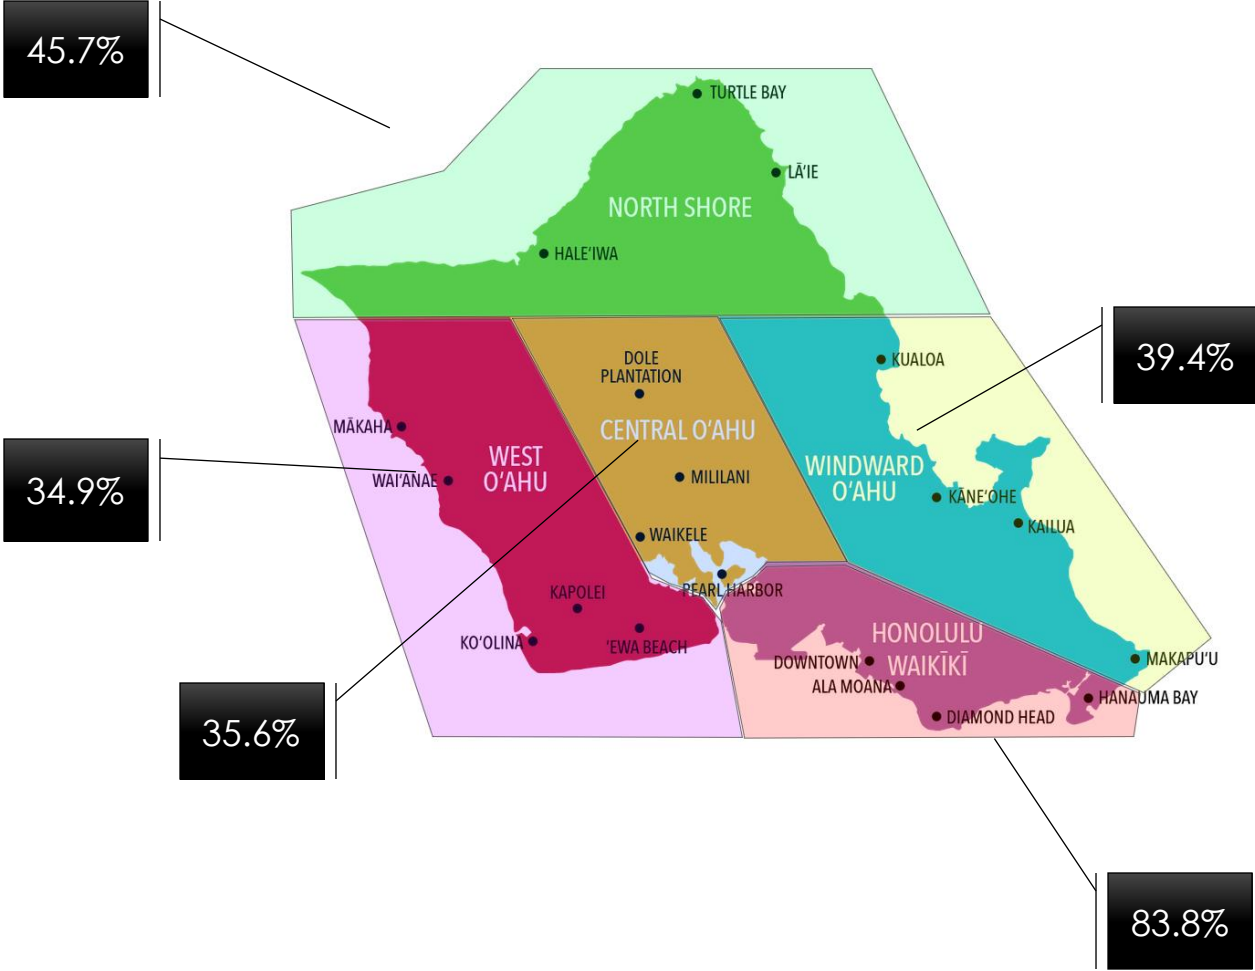 45.7%
TURTLE BAY
LĀ‘IE
NORTH SHORE
HALE‘IWA
39.4%
KUALOA
DOLE
PLANTATION
MĀKAHA
CENTRAL O‘AHU
34.9%
WEST
O‘AHU
WAI‘ANAE
MILILANI
WINDWARD
O‘AHU
KĀNE‘OHE
KAILUA
WAIKELE
PEARL HARBOR
KAPOLEI
KO‘OLINA
‘EWA BEACH
HONOLULU
WAIKĪKĪ
DOWNTOWN
ALA MOANA
DIAMOND HEAD
MAKAPU‘U
HANAUMA BAY
35.6%
83.8%